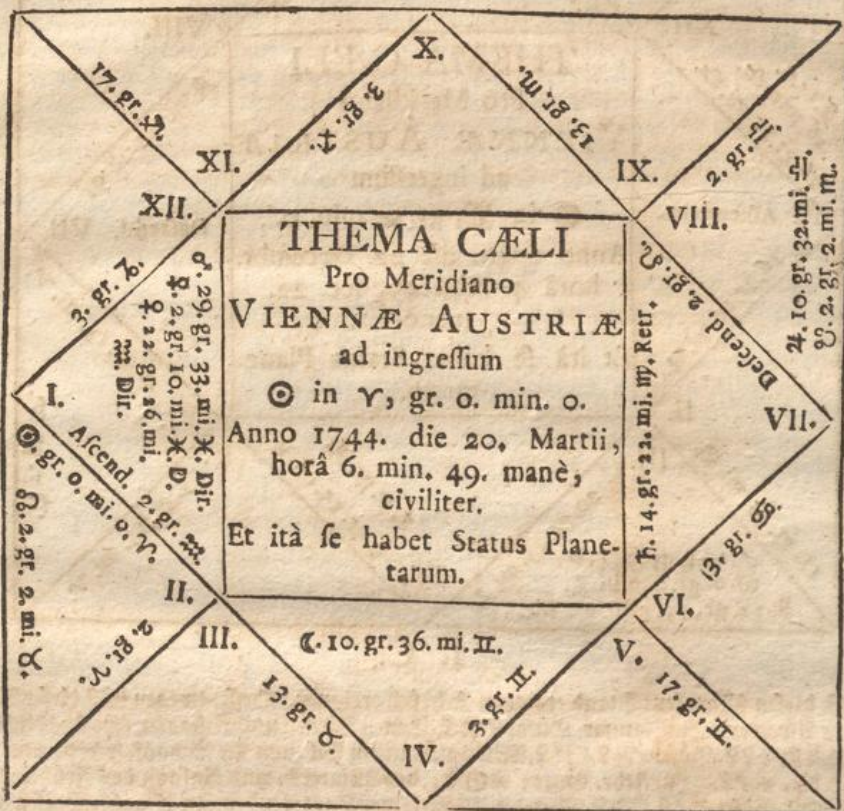 X.
17. gr. ♐.
3. gr. ♐.
13. gr. ♏.
XI.
IX.
2. gr. ♎.
XII.
VIII.
3. gr. ♑.
♂. 29. gr. 33. mi. ♓. Dir.
☿. 2. gr. 10. mi. ♓. D.
♀. 22. gr. 26. mi.
♒. Dir.
THEMA CÆLI
Pro Meridiano
VIENNÆ AUSTRIÆ
ad ingreſſum
☉ in ♈, gr. 0. min. 0.
Anno 1744. die 20. Martii,
horâ 6. min. 49. manè,
civiliter.
Et ità ſe habet Status Plane-
tarum.
♄. 14. gr. 22. mi. ♍. Retr.
Deſcend. 2. gr. ♌.
♃. 10. gr. 32. mi. ♎.
☋. 2. gr. 2. mi. ♏.
I.
VII.
Aſcend. 2. gr. ♒.
☉. gr. 0. mi. 0. ♈.
☊. 2. gr. 2. mi. ♉.
13. gr. ♋.
II.
VI.
III.
☾. 10. gr. 36. mi. ♊.
V.
2. gr. ♈.
13. gr. ♉.
3. gr. ♊.
17. gr. ♊.
IV.